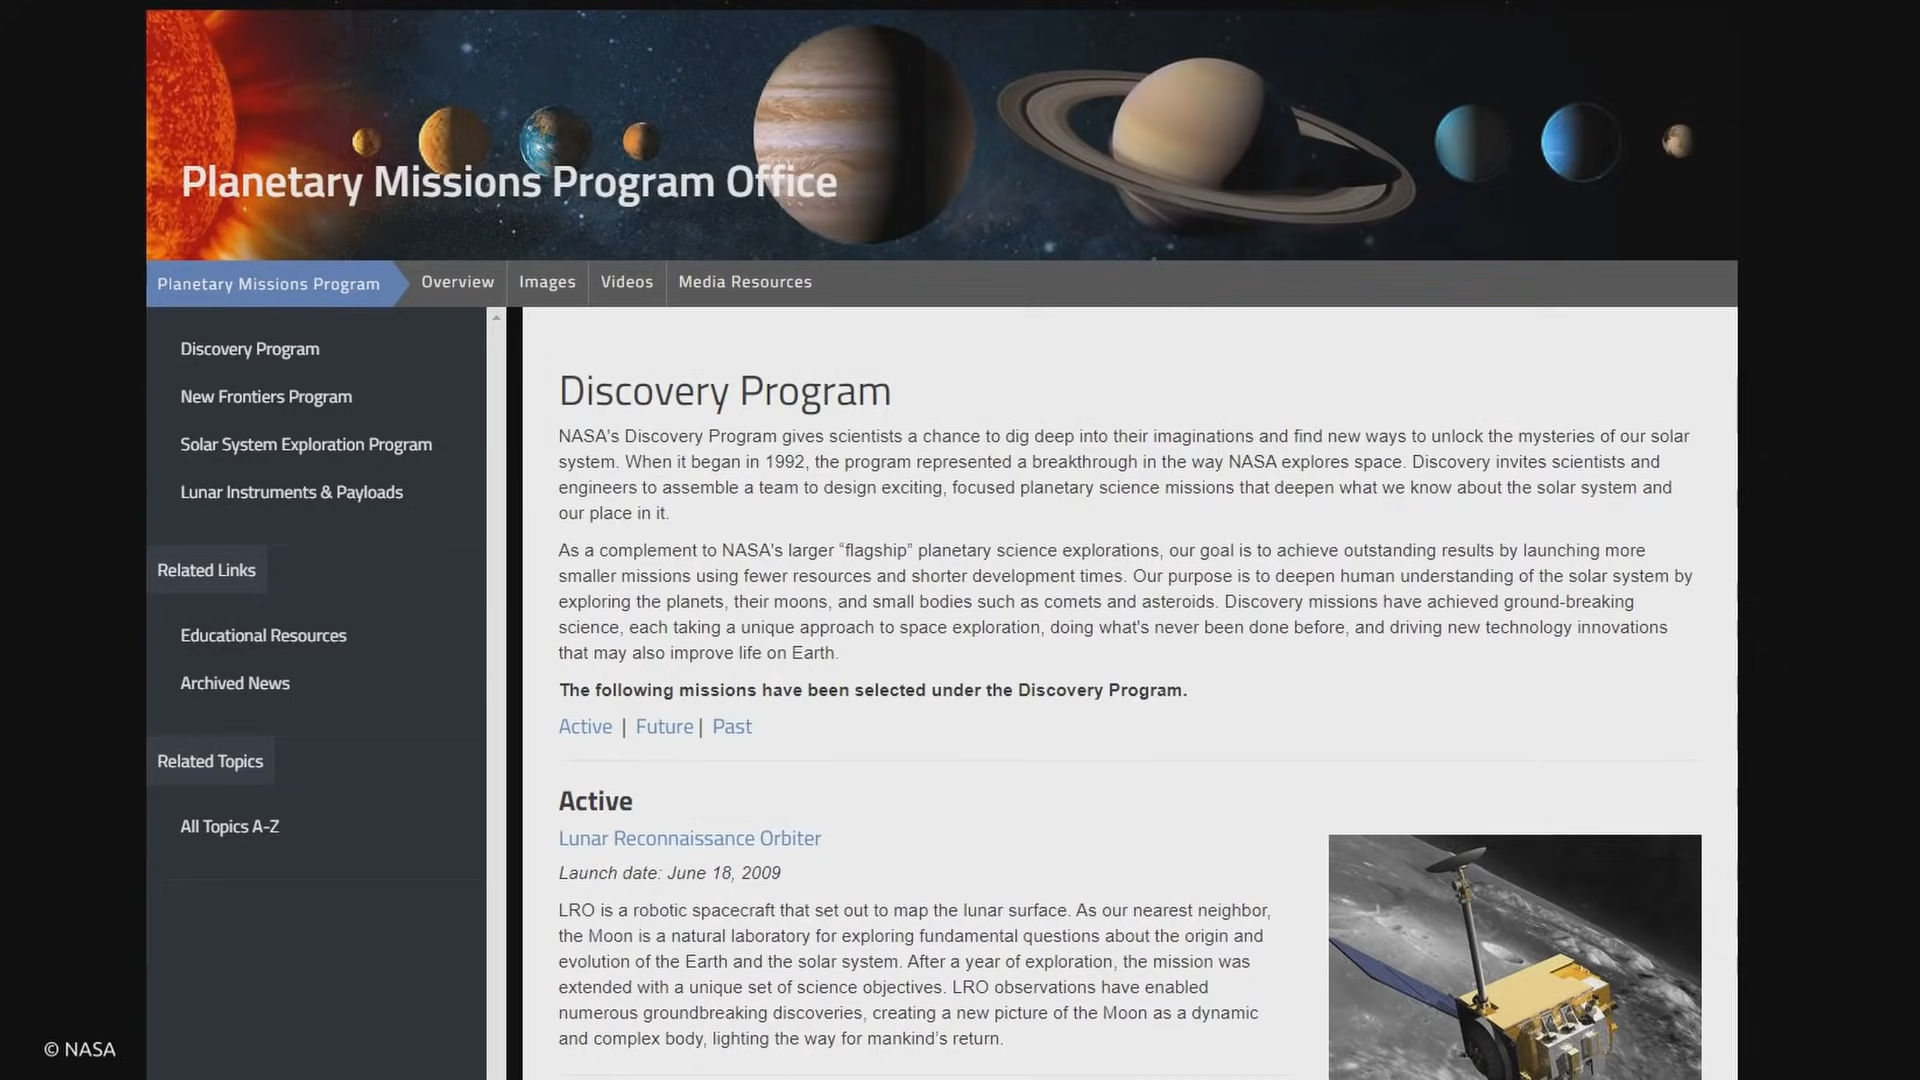 Planetary Missions Program Office
Planetary Missions Program
Overview
Images
Videos
Media Resources
Discovery Program
New Frontiers Program
Solar System Exploration Program
Lunar Instruments & Payloads
Related Links
Educational Resources
Archived News
Related Topics
All Topics A-Z
Discovery Program
NASA's Discovery Program gives scientists a chance to dig deep into their imaginations and find new ways to unlock the mysteries of our solar
system. When it began in 1992, the program represented a breakthrough in the way NASA explores space. Discovery invites scientists and
engineers to assemble a team to design exciting, focused planetary science missions that deepen what we know about the solar system and
our place in it.
As a complement to NASA's larger “flagship” planetary science explorations, our goal is to achieve outstanding results by launching more
smaller missions using fewer resources and shorter development times. Our purpose is to deepen human understanding of the solar system by
exploring the planets, their moons, and small bodies such as comets and asteroids. Discovery missions have achieved ground-breaking
science, each taking a unique approach to space exploration, doing what's never been done before, and driving new technology innovations
that may also improve life on Earth.
The following missions have been selected under the Discovery Program.
Active | Future | Past
Active
Lunar Reconnaissance Orbiter
Launch date: June 18, 2009
LRO is a robotic spacecraft that set out to map the lunar surface. As our nearest neighbor,
the Moon is a natural laboratory for exploring fundamental questions about the origin and
evolution of the Earth and the solar system. After a year of exploration, the mission was
extended with a unique set of science objectives. LRO observations have enabled
numerous groundbreaking discoveries, creating a new picture of the Moon as a dynamic
and complex body, lighting the way for mankind’s return.
© NASA